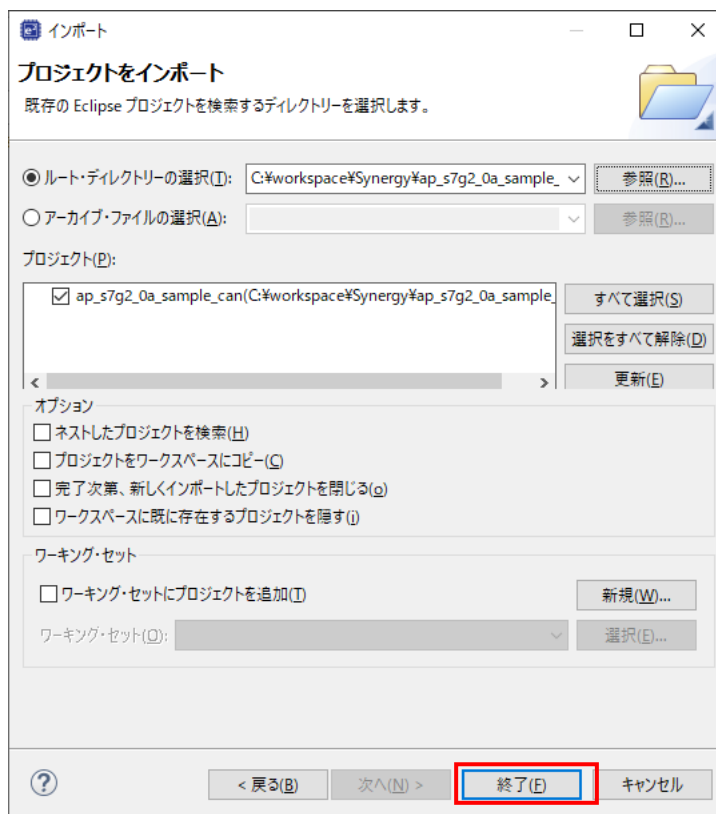 インポート
プロジェクトをインポート
既存の Eclipse プロジェクトを検索するディレクトリーを選択します。
ルート・ディレクトリーの選択(T): C:¥workspace¥Synergy¥ap_s7g2_0a_sample_ 参照(R)...
アーカイブ・ファイルの選択(A): 参照(R)...
プロジェクト(P):
ap_s7g2_0a_sample_can(C:¥workspace¥Synergy¥ap_s7g2_0a_sample_ すべて選択(S)
選択をすべて解除(D)
更新(E)
オプション
ネストしたプロジェクトを検索(H)
プロジェクトをワークスペースにコピー(C)
完了次第、新しくインポートしたプロジェクトを閉じる(o)
ワークスペースに既に存在するプロジェクトを隠す(i)
ワーキング・セット
ワーキング・セットにプロジェクトを追加(T) 新規(W)...
ワーキング・セット(O): 選択(E)...
? < 戻る(B) 次へ(N) > 終了(F) キャンセル